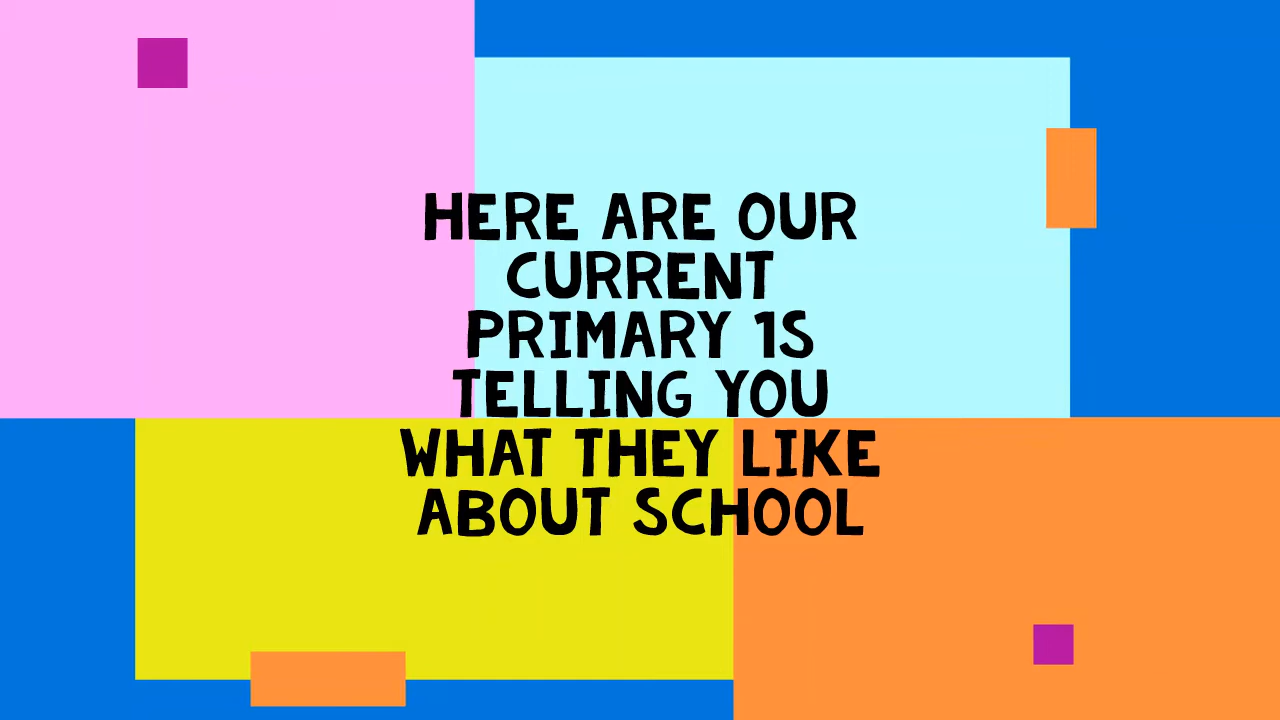 HERE ARE OUR
CURRENT
PRIMARY 1S
TELLING YOU
WHAT THEY LIKE
ABOUT SCHOOL